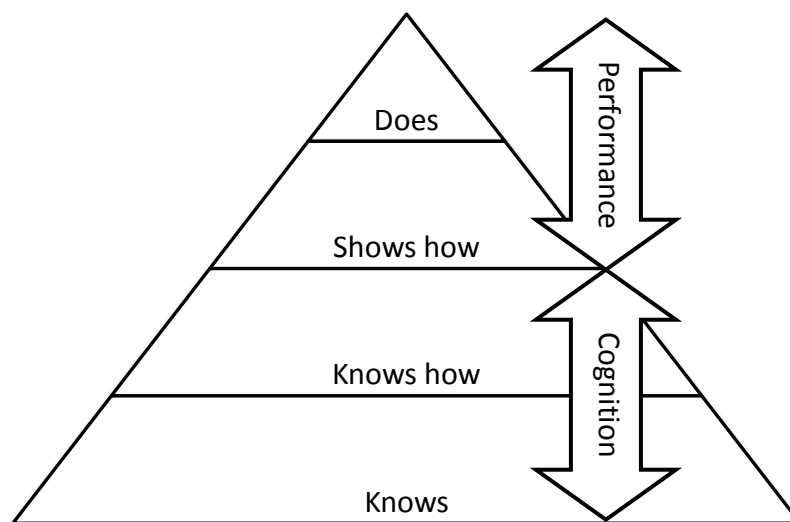 Does
Performance
Shows how
Knows how
Cognition
Knows